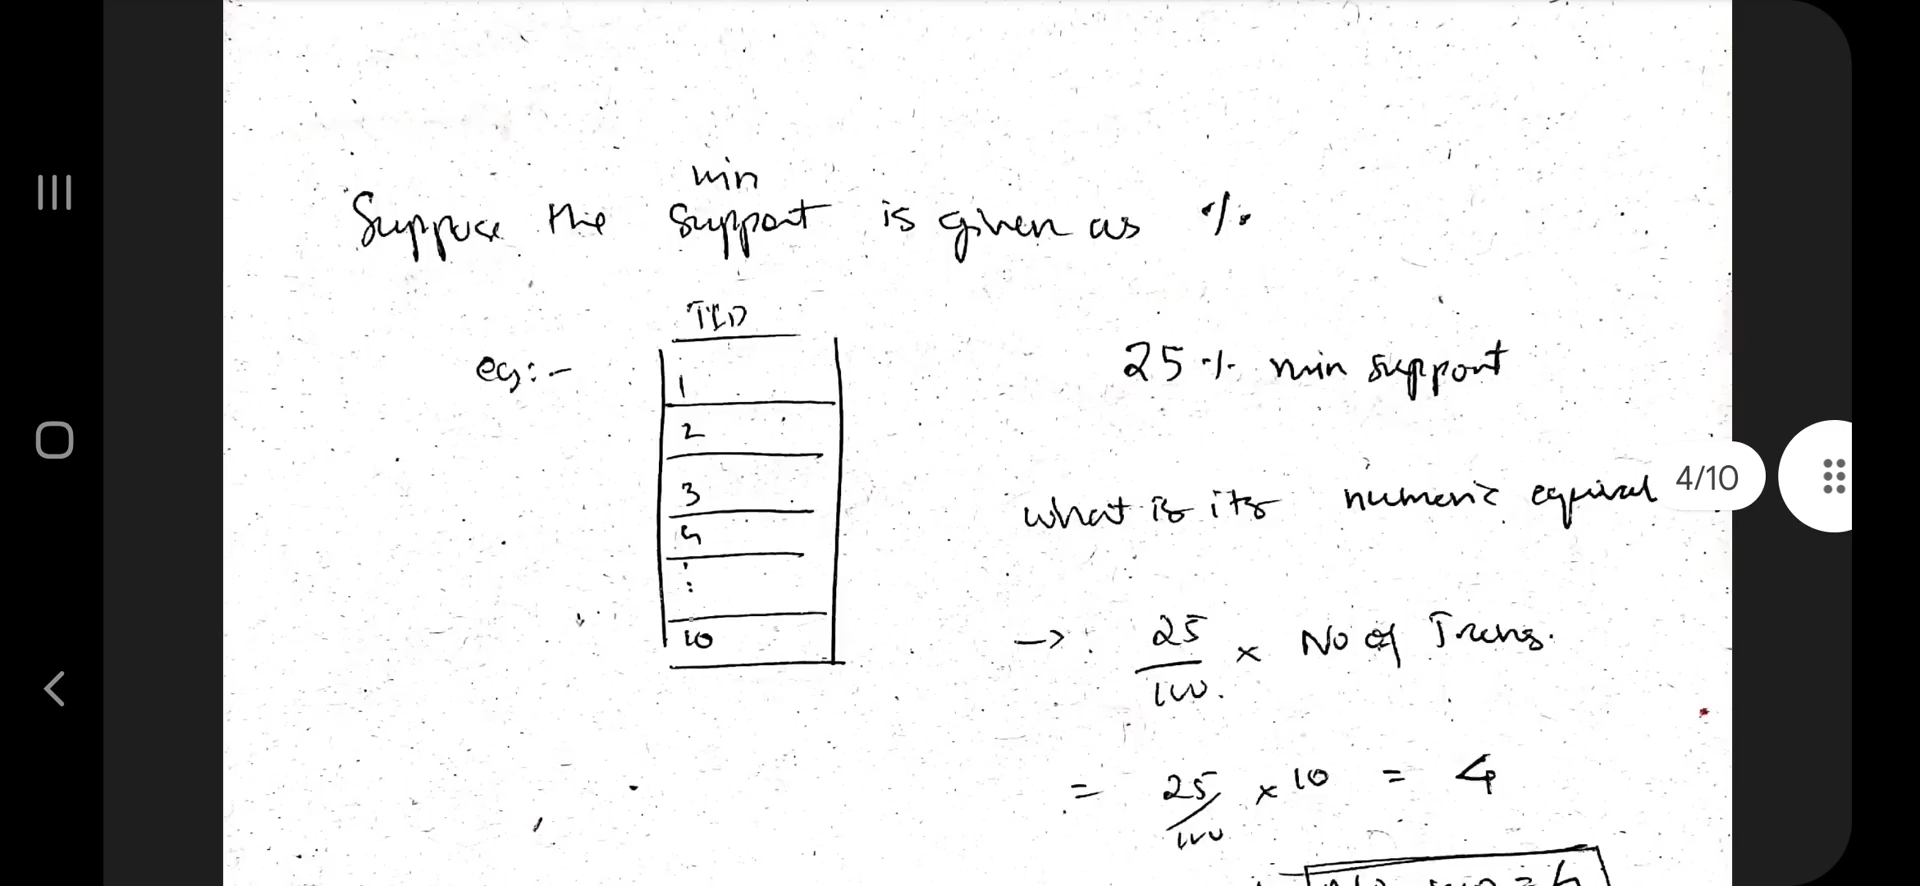 min
Suppose the support is given as %
TID
eg:-
1
25 % min support
2
3
what is its numeric equival
4/10
4
:
10
→ : 25/100 × No of Trans.
= 25/100 × 10 = 4